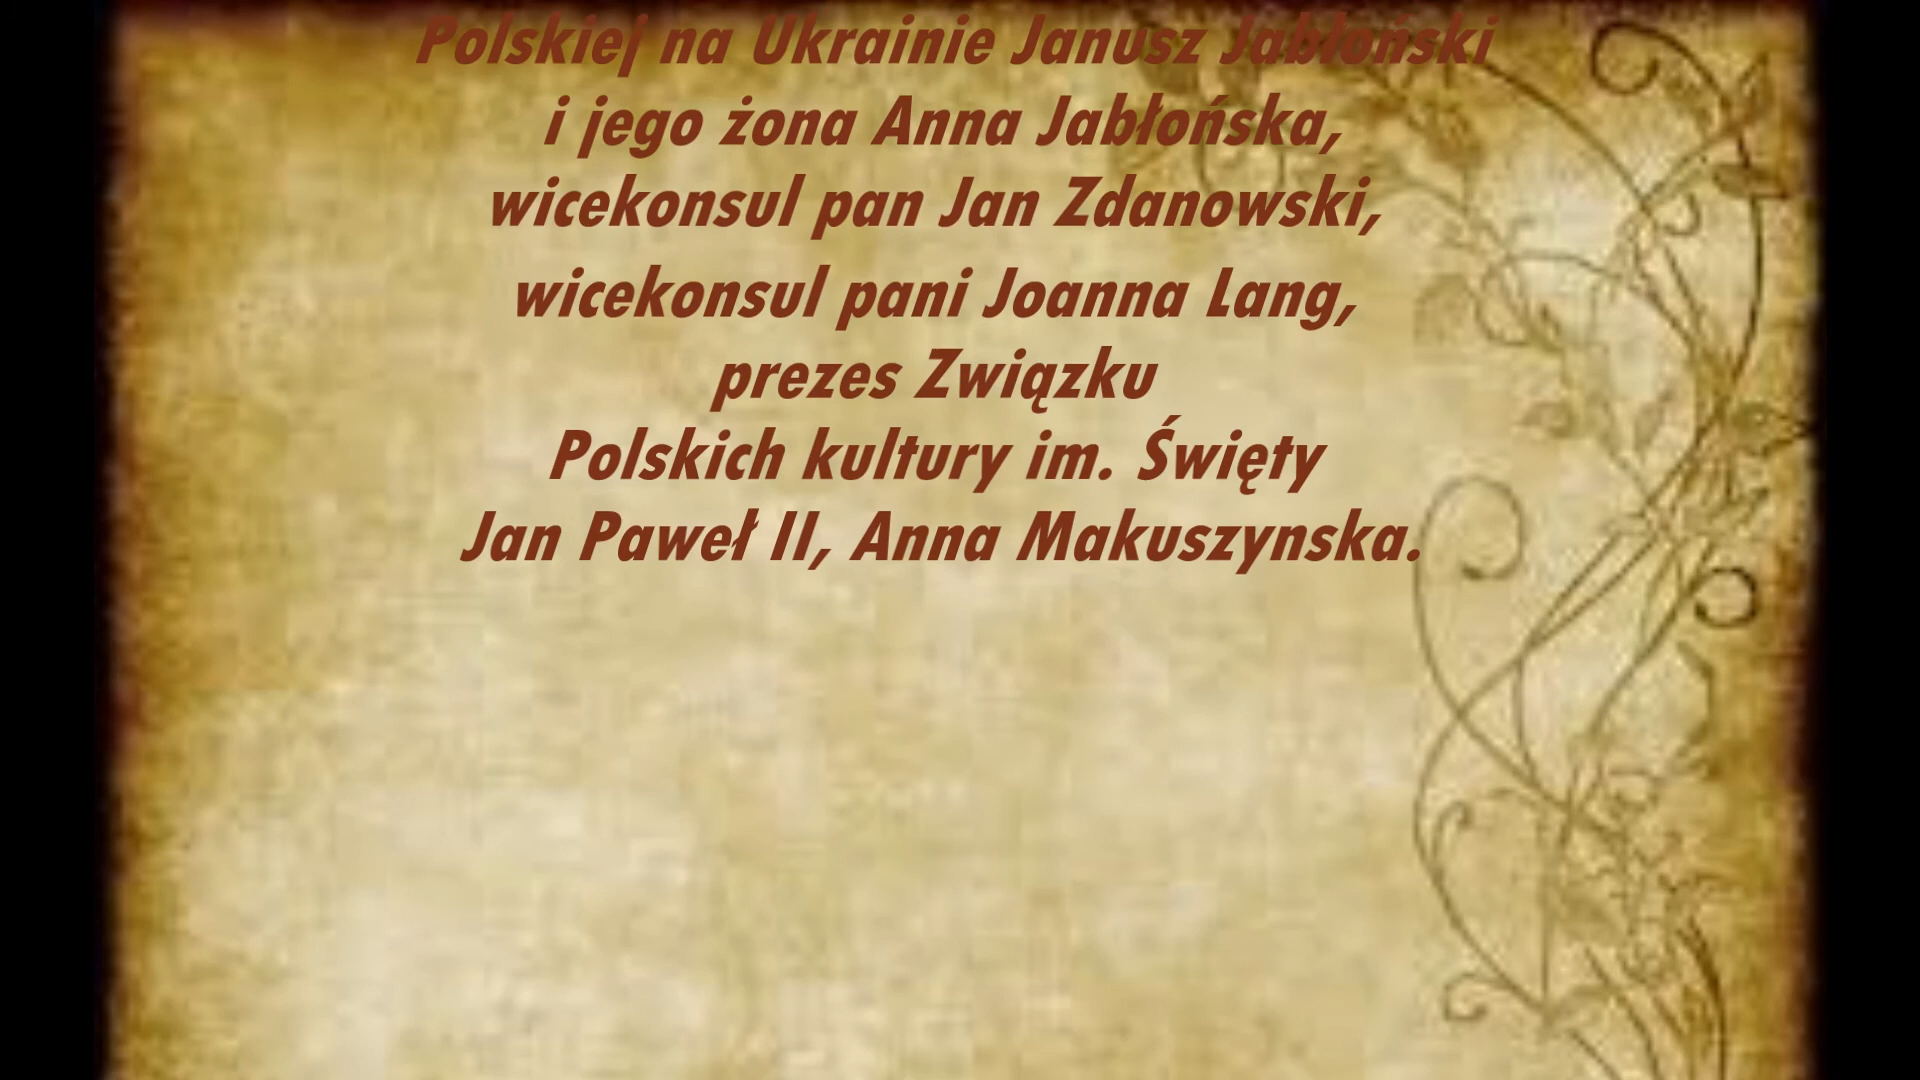 Polskiej na Ukrainie Janusz Jabłoński
i jego żona Anna Jabłońska,
wicekonsul pan Jan Zdanowski,
wicekonsul pani Joanna Lang,
prezes Związku
Polskich kultury im. Święty
Jan Paweł II, Anna Makuszynska.